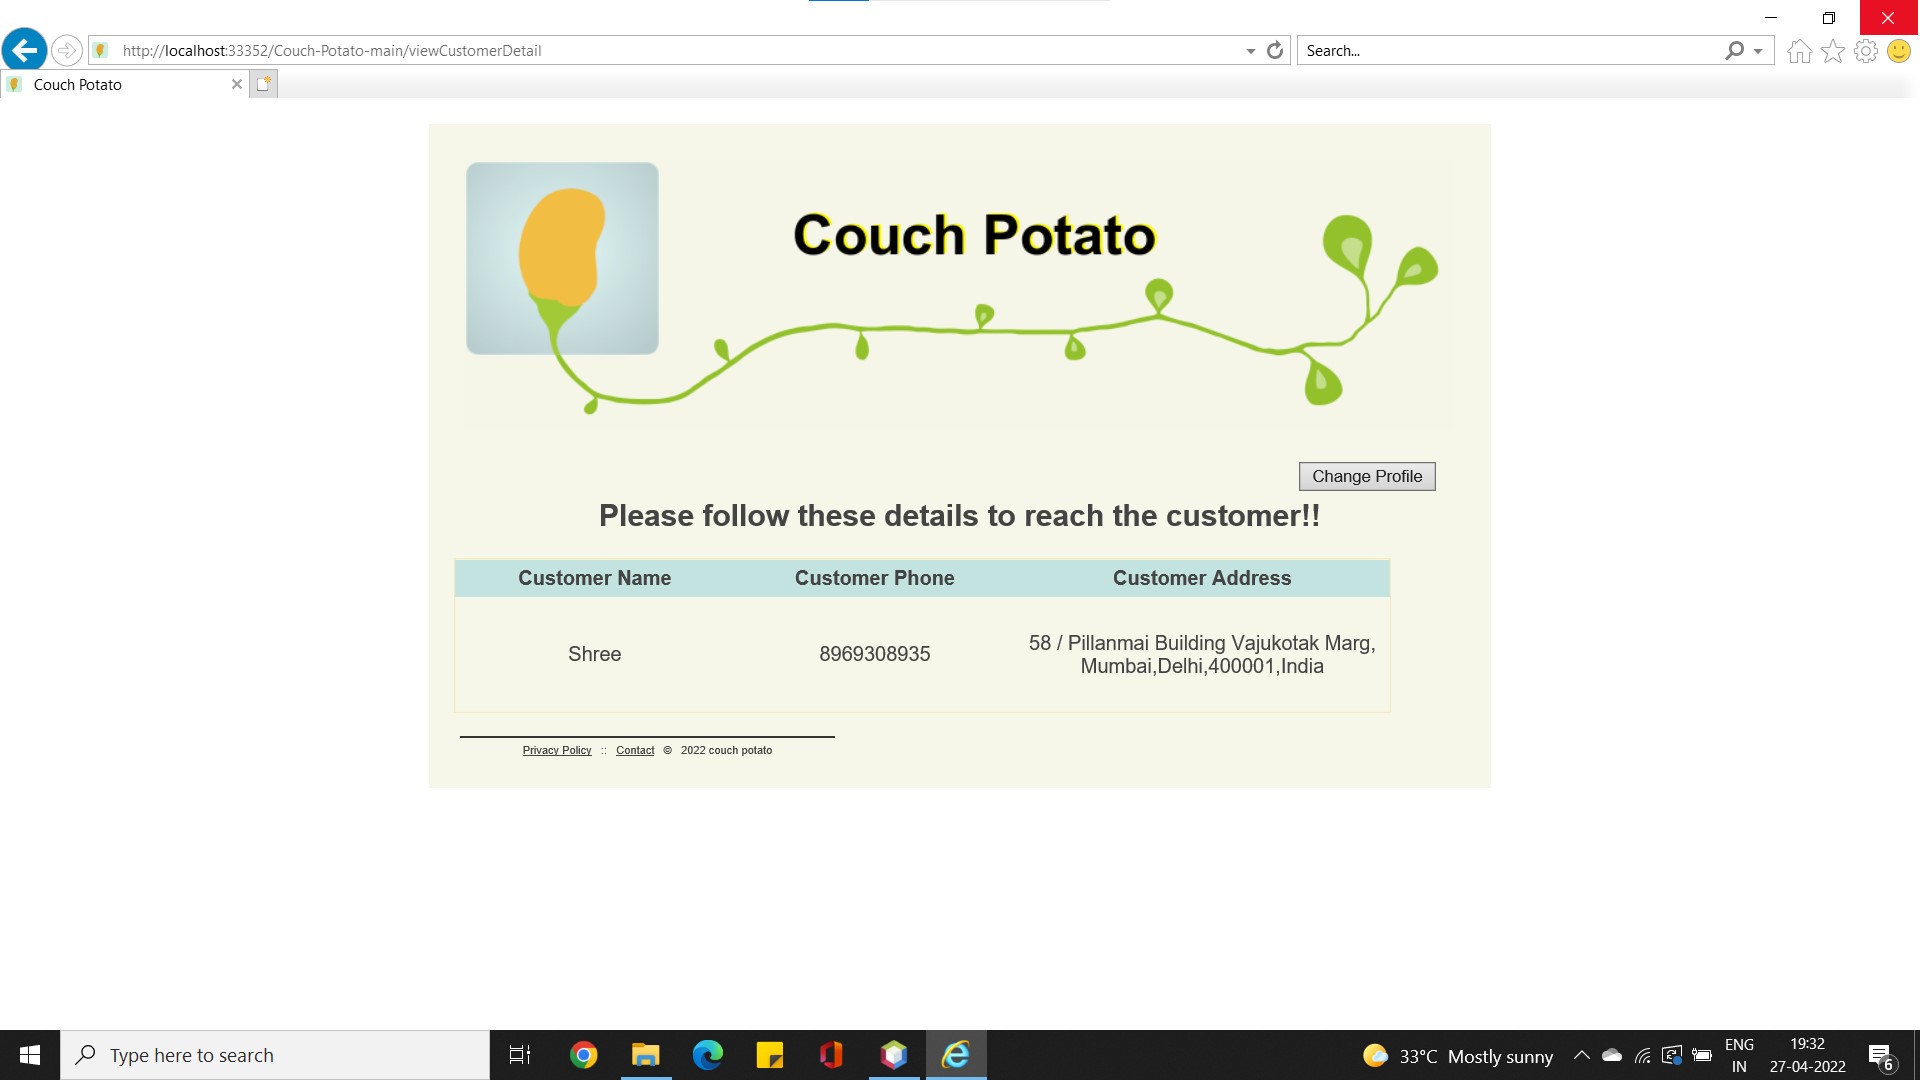 http://localhost:33352/Couch-Potato-main/viewCustomerDetail
Search...
Couch Potato
Couch Potato
Change Profile
Please follow these details to reach the customer!!
Customer Name Customer Phone Customer Address
Shree 8969308935 58 / Pillanmai Building Vajukotak Marg,
Mumbai,Delhi,400001,India
Privacy Policy :: Contact © 2022 couch potato
Type here to search
33°C Mostly sunny
ENG
IN
19:32
27-04-2022
6